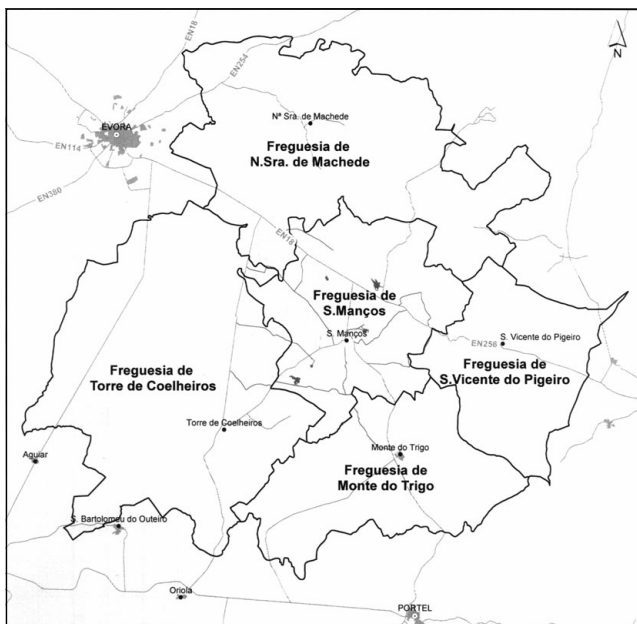 EN18
EN254
N
Nª Sra. de Machede
ÉVORA
Freguesia de
N.Sra. de Machede
EN114
EN380
EN18
Freguesia de
S.Manços
S. Manços
S. Vicente do Pigeiro
EN256
Freguesia de
S.Vicente do Pigeiro
Freguesia de
Torre de Coelheiros
Torre de Coelheiros
Monte do Trigo
Aguiar
Freguesia de
Monte do Trigo
S. Bartolomeu do Outeiro
Oriola
PORTEL